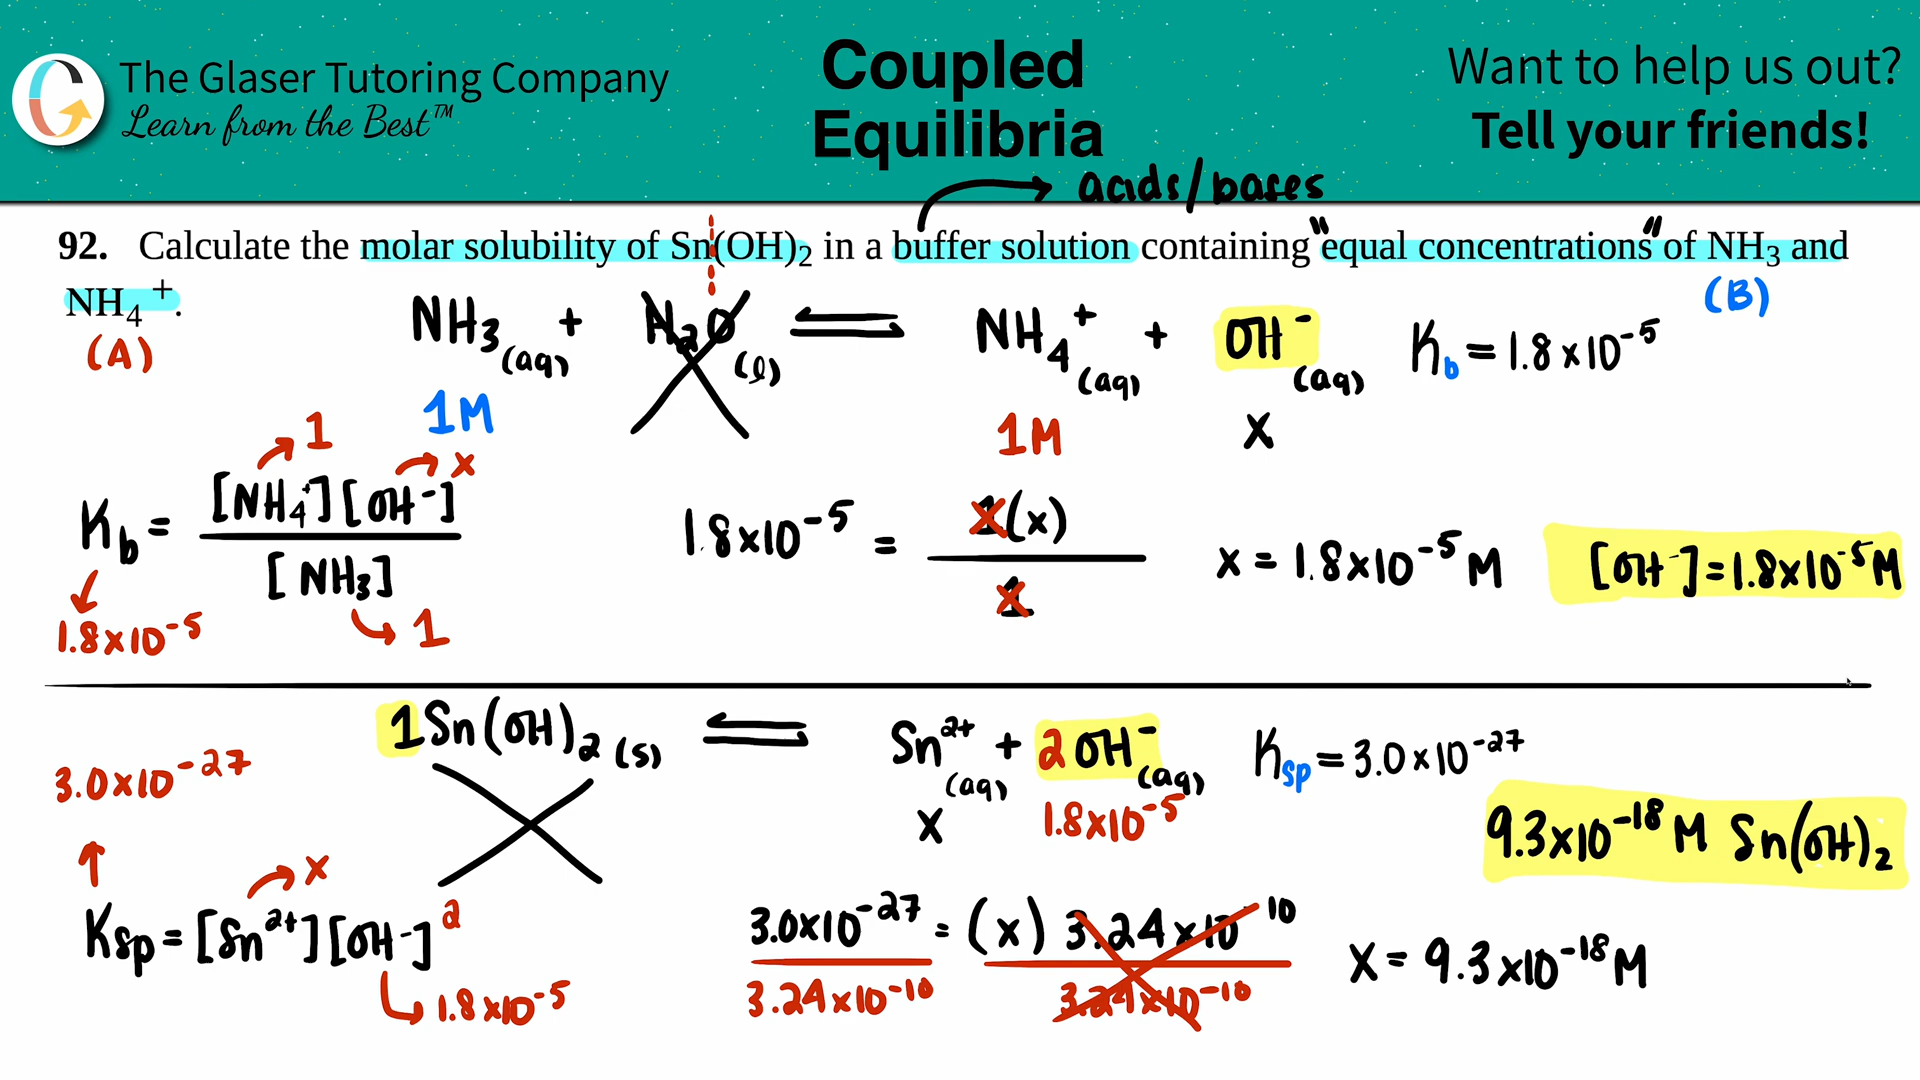 The Glaser Tutoring Company
Learn from the Best™
Coupled
Equilibria
Want to help us out?
Tell your friends!
acids/bases
92. Calculate the molar solubility of Sn(OH)₂ in a buffer solution containing "equal concentrations" of NH₃ and
NH₄⁺.
(A)
(B)
NH₃(aq) + H₂O(l) ⇌ NH₄⁺(aq) + OH⁻(aq) K_b = 1.8x10⁻⁵
1M 1M x
1 x
K_b = [NH₄⁺][OH⁻] / [NH₃]
1.8x10⁻⁵ 1
1.8x10⁻⁵ = 1(x) / 1
x = 1.8x10⁻⁵ M
[OH⁻] = 1.8x10⁻⁵ M
1Sn(OH)₂(s) ⇌ Sn²⁺(aq) + 2OH⁻(aq) Ksp = 3.0x10⁻²⁷
x 1.8x10⁻⁵
9.3x10⁻¹⁸ M Sn(OH)₂
3.0x10⁻²⁷
x
Ksp = [Sn²⁺][OH⁻]²
1.8x10⁻⁵
3.0x10⁻²⁷ = (x) 3.24x10⁻¹⁰
3.24x10⁻¹⁰ 3.24x10⁻¹⁰
x = 9.3x10⁻¹⁸ M